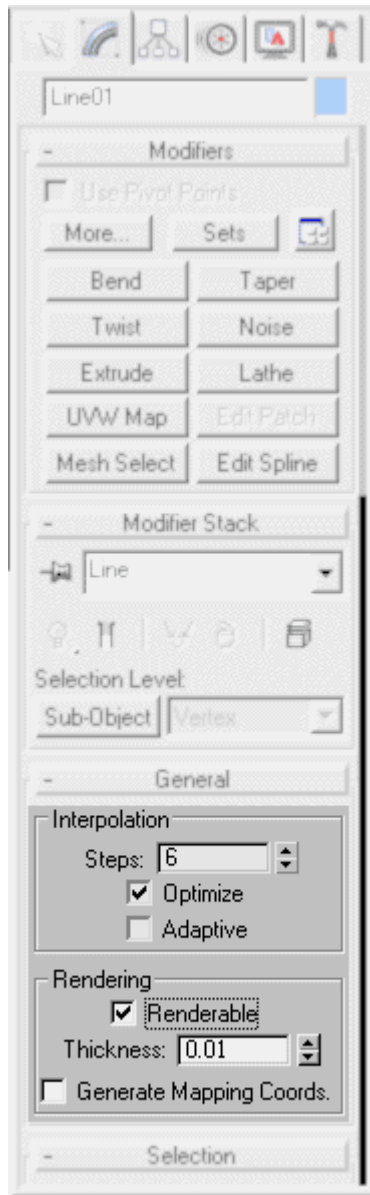 Line01
- Modifiers
Use Pivot Points
More... Sets
Bend Taper
Twist Noise
Extrude Lathe
UVW Map Edit Patch
Mesh Select Edit Spline
- Modifier Stack
Line
Selection Level:
Sub-Object Vertex
- General
Interpolation
Steps: 6
Optimize
Adaptive
Rendering
Renderable
Thickness: 0.01
Generate Mapping Coords.
- Selection